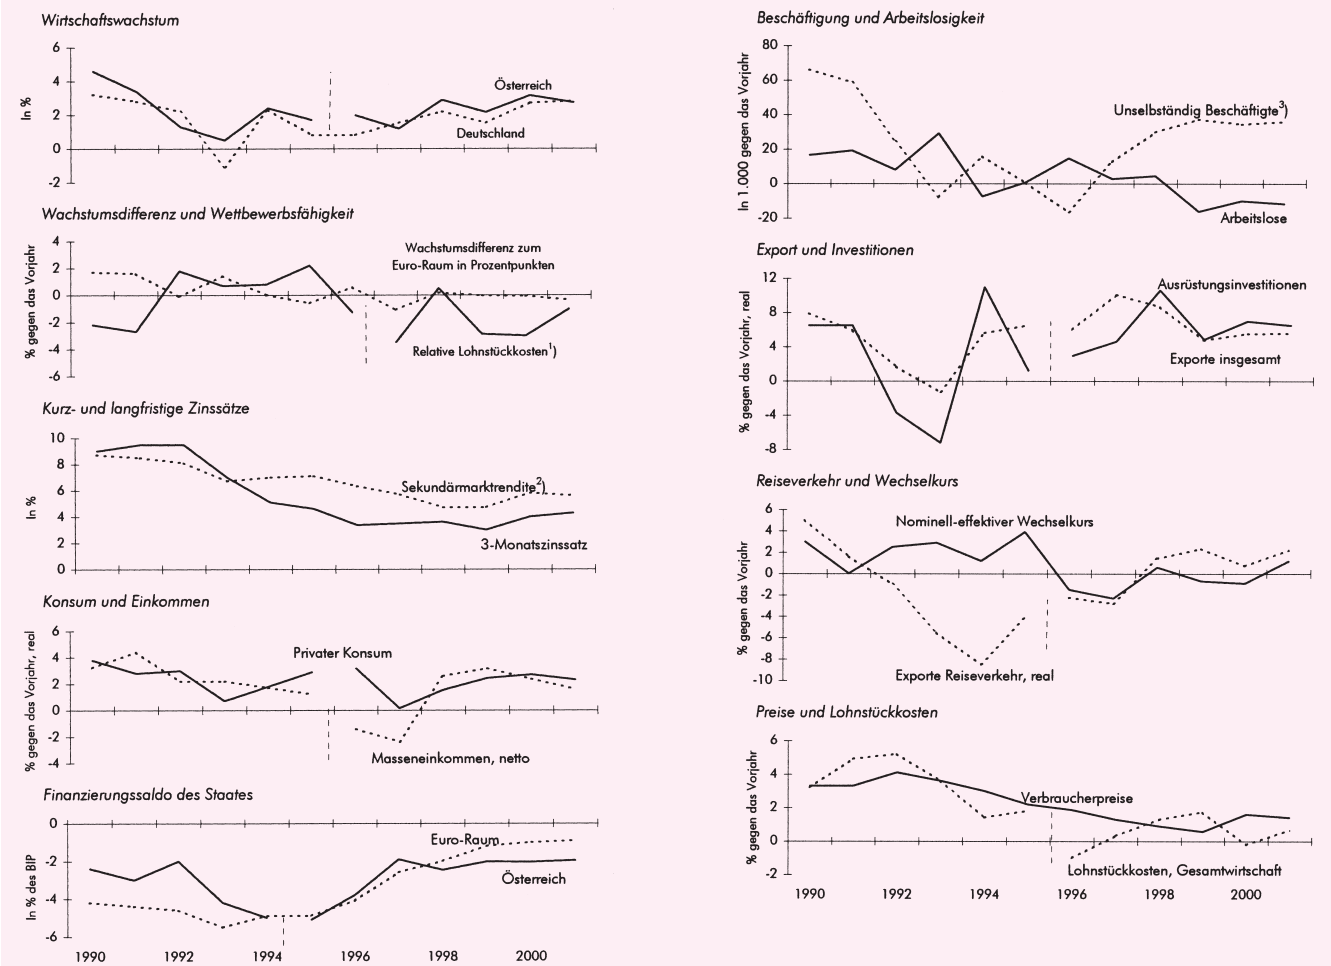 Wirtschaftswachstum
In %
6
4
2
0
-2
Österreich
Deutschland
Wachstumsdifferenz und Wettbewerbsfähigkeit
% gegen das Vorjahr
4
2
0
-2
-4
-6
Wachstumsdifferenz zum
Euro-Raum in Prozentpunkten
Relative Lohnstückkosten1)
Kurz- und langfristige Zinssätze
In %
10
8
6
4
2
0
Sekundärmarktrendite2)
3-Monatszinssatz
Konsum und Einkommen
% gegen das Vorjahr, real
6
4
2
0
-2
-4
Privater Konsum
Masseneinkommen, netto
Finanzierungssaldo des Staates
In % des BIP
0
-2
-4
-6
Euro-Raum
Österreich
1990 1992 1994 1996 1998 2000
Beschäftigung und Arbeitslosigkeit
In 1.000 gegen das Vorjahr
80
60
40
20
0
-20
Unselbständig Beschäftigte3)
Arbeitslose
Export und Investitionen
% gegen das Vorjahr, real
12
8
4
0
-4
-8
Ausrüstungsinvestitionen
Exporte insgesamt
Reiseverkehr und Wechselkurs
% gegen das Vorjahr
6
4
2
0
-2
-4
-6
-8
-10
Nominell-effektiver Wechselkurs
Exporte Reiseverkehr, real
Preise und Lohnstückkosten
% gegen das Vorjahr
6
4
2
0
-2
Verbraucherpreise
Lohnstückkosten, Gesamtwirtschaft
1990 1992 1994 1996 1998 2000